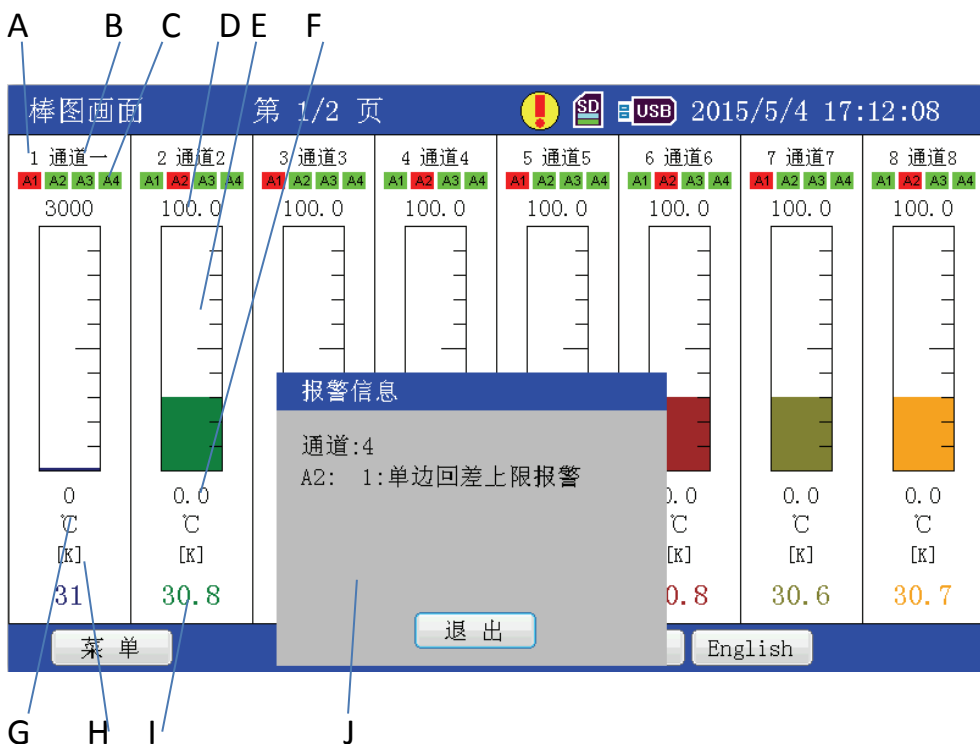 A B C D E F
棒图画面 第 1/2 页 SD USB 2015/5/4 17:12:08
1 通道一 2 通道2 3 通道3 4 通道4 5 通道5 6 通道6 7 通道7 8 通道8
A1 A2 A3 A4 A1 A2 A3 A4 A1 A2 A3 A4 A1 A2 A3 A4 A1 A2 A3 A4 A1 A2 A3 A4 A1 A2 A3 A4 A1 A2 A3 A4
3000 100.0 100.0 100.0 100.0 100.0 100.0 100.0
报警信息
通道:4
A2: 1:单边回差上限报警
0 0.0 0.0 0.0 0.0
℃ ℃ ℃ ℃ ℃
[K] [K] [K] [K] [K]
31 30.8 0.8 30.6 30.7
退出
菜单 English
G H I J